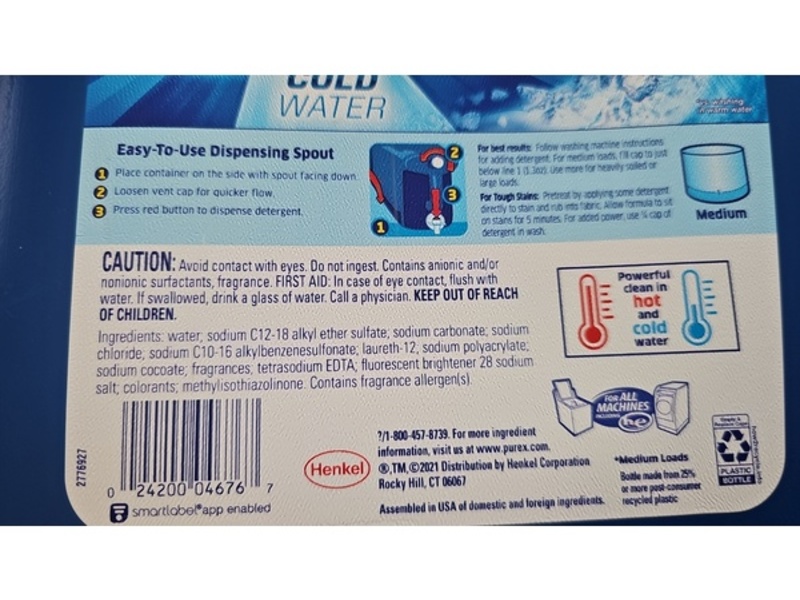 COLD
WATER
washing
in warm water
Easy-To-Use Dispensing Spout
1 Place container on the side with spout facing down.
2 Loosen vent cap for quicker flow.
3 Press red button to dispense detergent.
2
3
1
For best results: Follow washing machine instructions
for adding detergent. For medium loads, fill cap to just
below line 1 (1.3oz). Use more for heavily soiled or
large loads.
For Tough Stains: Pretreat by applying some detergent
directly to stain and rub into fabric. Allow formula to sit
on stains for 5 minutes. For added power, use ¼ cap of
detergent in wash.
Medium
CAUTION: Avoid contact with eyes. Do not ingest. Contains anionic and/or
nonionic surfactants, fragrance. FIRST AID: In case of eye contact, flush with
water. If swallowed, drink a glass of water. Call a physician. KEEP OUT OF REACH
OF CHILDREN.
Ingredients: water; sodium C12-18 alkyl ether sulfate; sodium carbonate; sodium
chloride; sodium C10-16 alkylbenzenesulfonate; laureth-12, sodium polyacrylate;
sodium cocoate; fragrances; tetrasodium EDTA; fluorescent brightener 28 sodium
salt; colorants; methylisothiazolinone. Contains fragrance allergen(s).
Powerful
clean in
hot
and
cold
water
FOR ALL
MACHINES
INCLUDING
he
2776927
0 24200 04676 7
smartlabel® app enabled
Henkel
?/1-800-457-8739. For more ingredient
information, visit us at www.purex.com.
®,TM,©2021 Distribution by Henkel Corporation
Rocky Hill, CT 06067
Assembled in USA of domestic and foreign ingredients.
*Medium Loads
Bottle made from 25%
or more post-consumer
recycled plastic
PLASTIC
BOTTLE